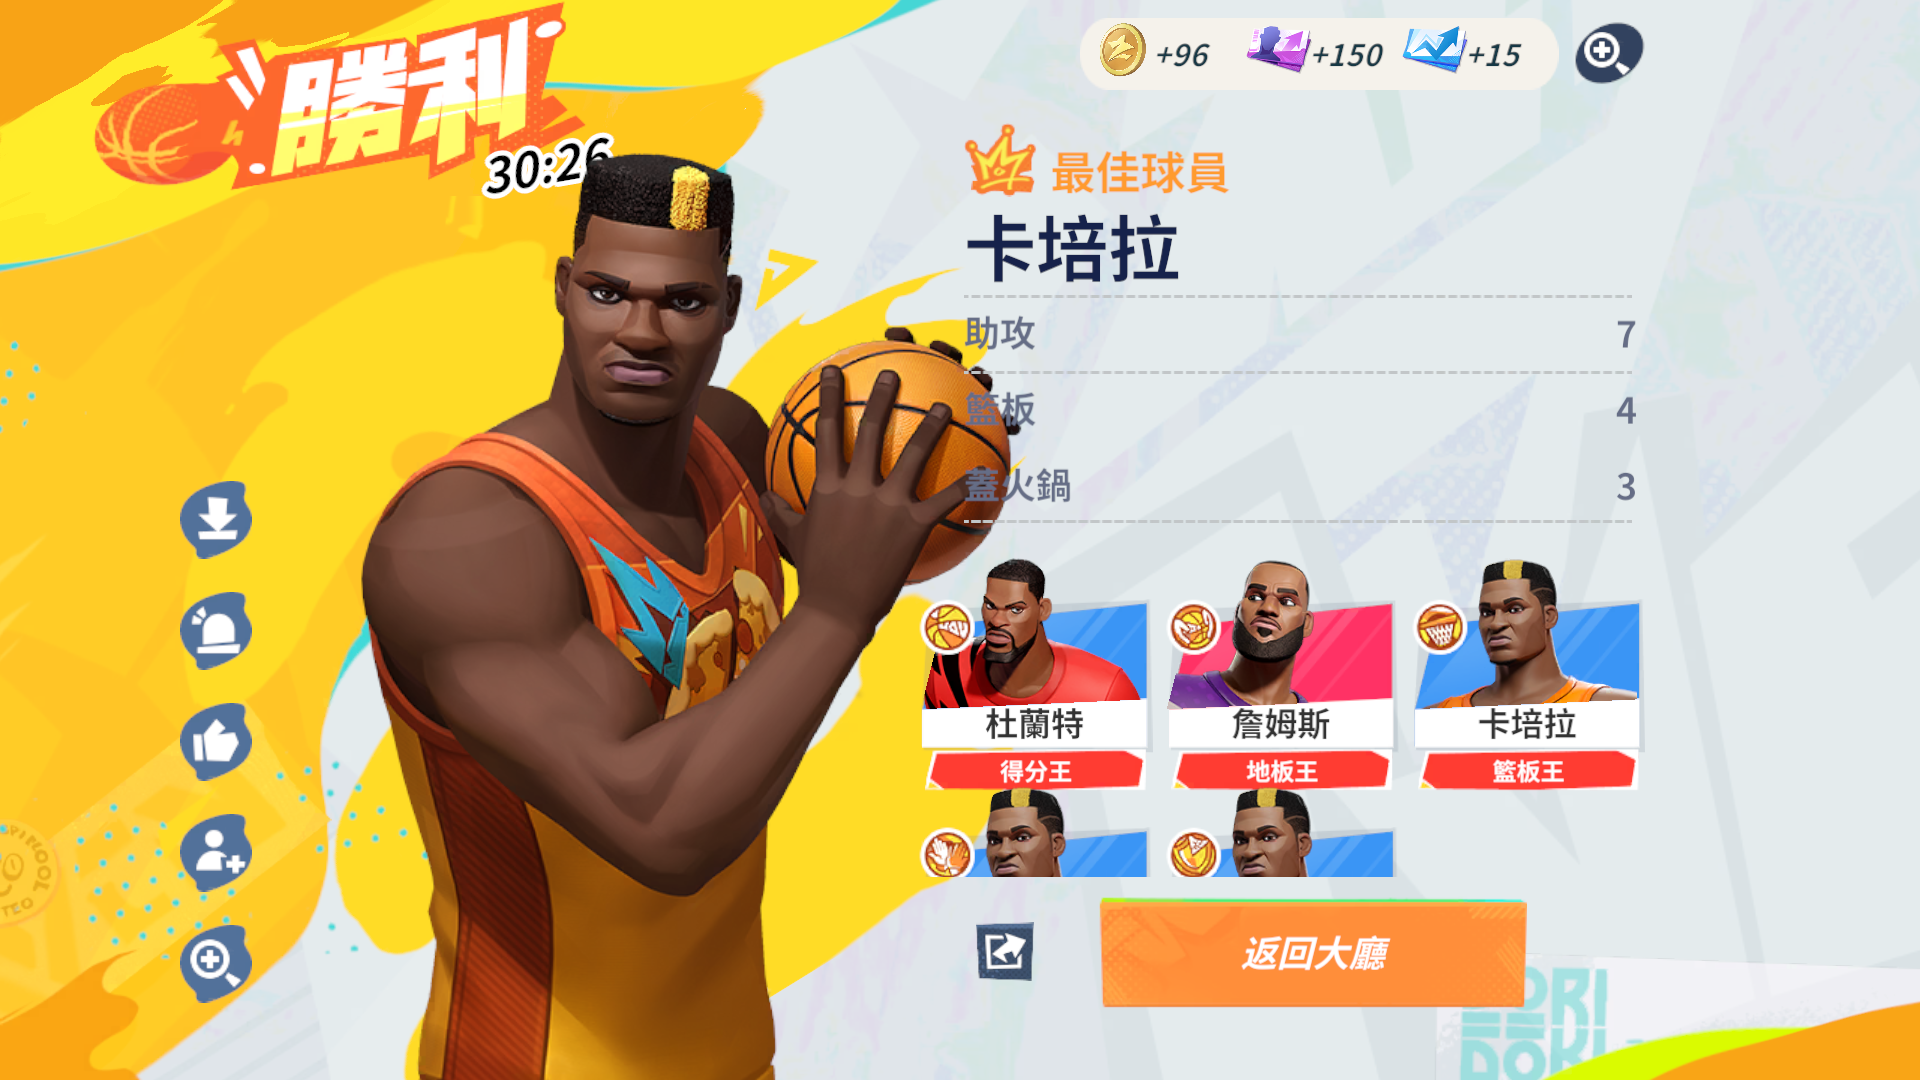 勝利
30:26
+96
+150
+15
最佳球員
卡培拉
助攻 7
籃板 4
蓋火鍋 3
杜蘭特
詹姆斯
卡培拉
得分王
地板王
籃板王
返回大廳